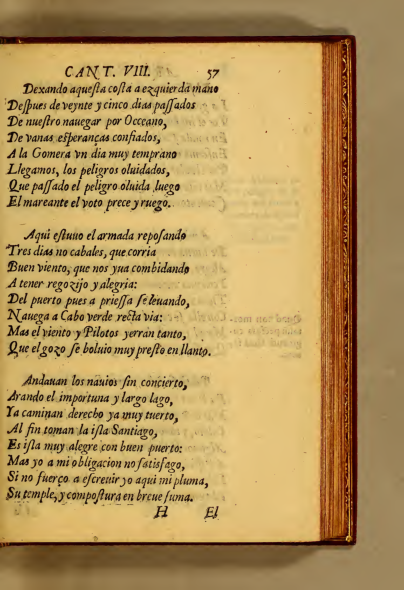 CANT. VIII. 57
Dexando aquesta costa a ezquierda mano
Despues de veynte y cinco dias passados
De nuestro nauegar por Occeano,
De vanas esperanças confiados,
A la Gomera vn dia muy temprano
Llegamos, los peligros oluidados,
Que passado el peligro oluida luego
El mareante el voto prece y ruego.
Aqui estuuo el armada reposando
Tres dias no cabales, que corria
Buen viento, que nos yua combidando
A tener regozijo y alegria:
Del puerto pues a priessa se leuando,
Nauega a Cabo verde recta via:
Mas el viento y Pilotos yerran tanto,
Que el gozo se boluio muy presto en llanto.
Andauan los nauios sin concierto,
Arando el importuna y largo lago,
Ya caminan derecho ya muy tuerto,
Al fin toman la isla Santiago,
Es isla muy alegre con buen puerto:
Mas yo a mi obligacion no satisfago,
Si no fuerço a escreuir yo aqui mi pluma,
Su temple, y compostura en breue suma.
H El